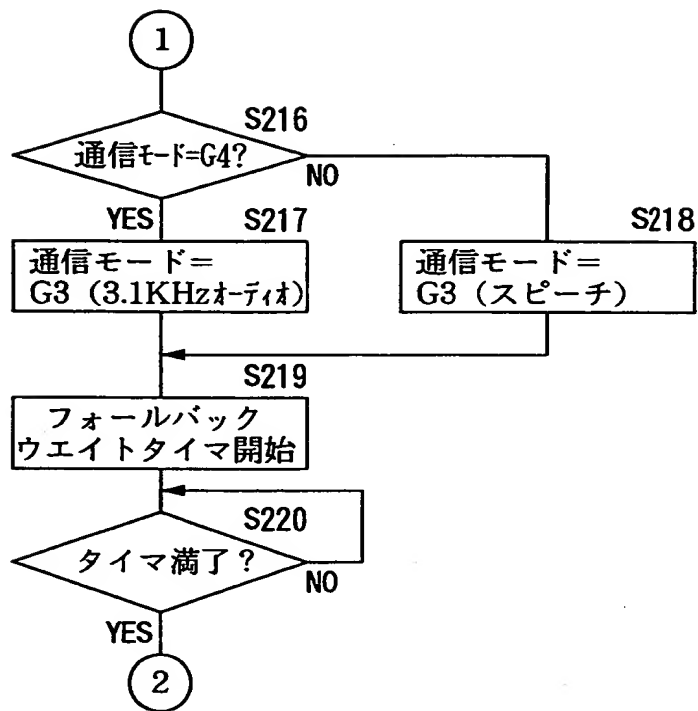 1
S216
通信モード=G4?
NO
YES
S217
S218
通信モード=
G3（3.1KHzオーディオ）
通信モード=
G3（スピーチ）
S219
フォールバック
ウエイトタイマ開始
S220
タイマ満了？
NO
YES
2